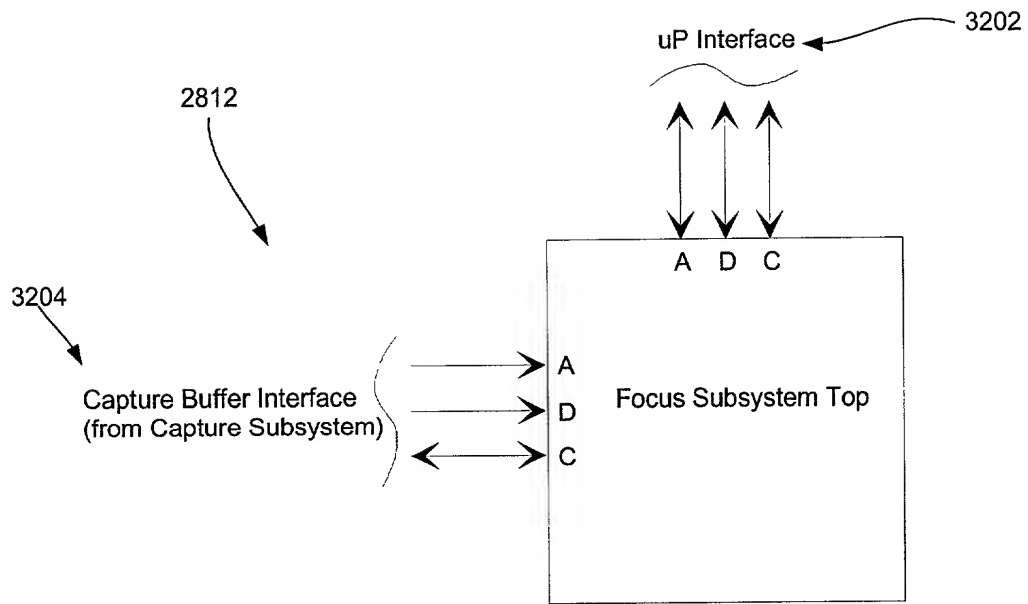 3202
uP Interface
2812
A D C
3204
A
Capture Buffer Interface
(from Capture Subsystem)
D
Focus Subsystem Top
C